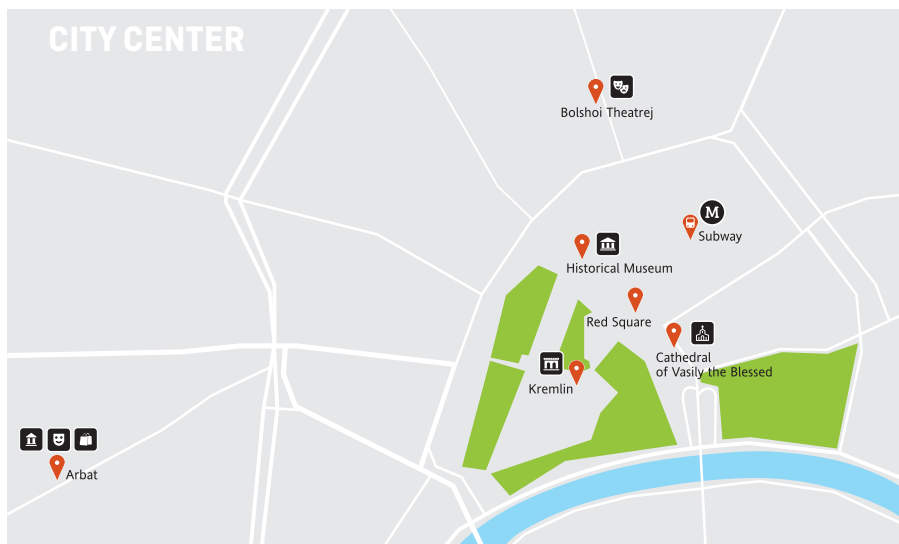 CITY CENTER
Bolshoi Theatrej
M
Subway
Historical Museum
Red Square
Cathedral
of Vasily the Blessed
Kremlin
Arbat